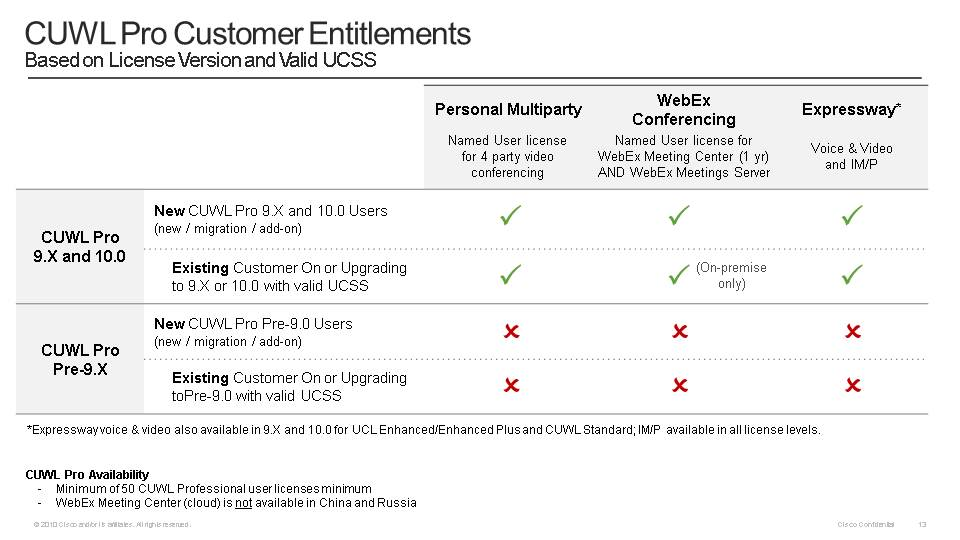 CUWL Pro Customer Entitlements
Based on License Version and Valid UCSS
Personal Multiparty
Named User license
for 4 party video
conferencing
WebEx
Conferencing
Named User license for
WebEx Meeting Center (1 yr)
AND WebEx Meetings Server
Expressway*
Voice & Video
and IM/P
CUWL Pro
9.X and 10.0
New CUWL Pro 9.X and 10.0 Users
(new / migration / add-on)
✓ ✓ ✓
Existing Customer On or Upgrading
to 9.X or 10.0 with valid UCSS
✓ ✓ (On-premise
only) ✓
CUWL Pro
Pre-9.X
New CUWL Pro Pre-9.0 Users
(new / migration / add-on)
✗ ✗ ✗
Existing Customer On or Upgrading
toPre-9.0 with valid UCSS
✗ ✗ ✗
*Expressway voice & video also available in 9.X and 10.0 for UCL Enhanced/Enhanced Plus and CUWL Standard; IM/P available in all license levels.
CUWL Pro Availability
- Minimum of 50 CUWL Professional user licenses minimum
- WebEx Meeting Center (cloud) is not available in China and Russia
© 2010 Cisco and/or its affiliates. All rights reserved.
Cisco Confidential
13